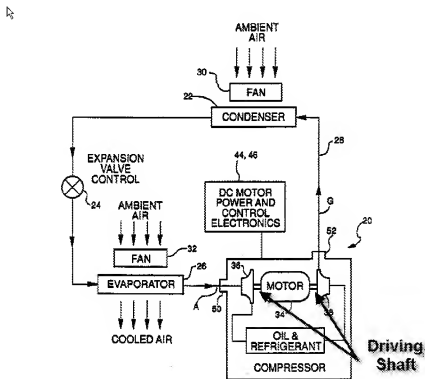 AMBIENT
AIR
30
FAN
22
CONDENSER
28
EXPANSION
VALVE
CONTROL
44, 46
24
AMBIENT
AIR
DC MOTOR
POWER AND
CONTROL
ELECTRONICS
G
20
52
32
FAN
36
26
EVAPORATOR
A
50
MOTOR
34
COOLED AIR
OIL &
REFRIGERANT
COMPRESSOR
Driving
Shaft